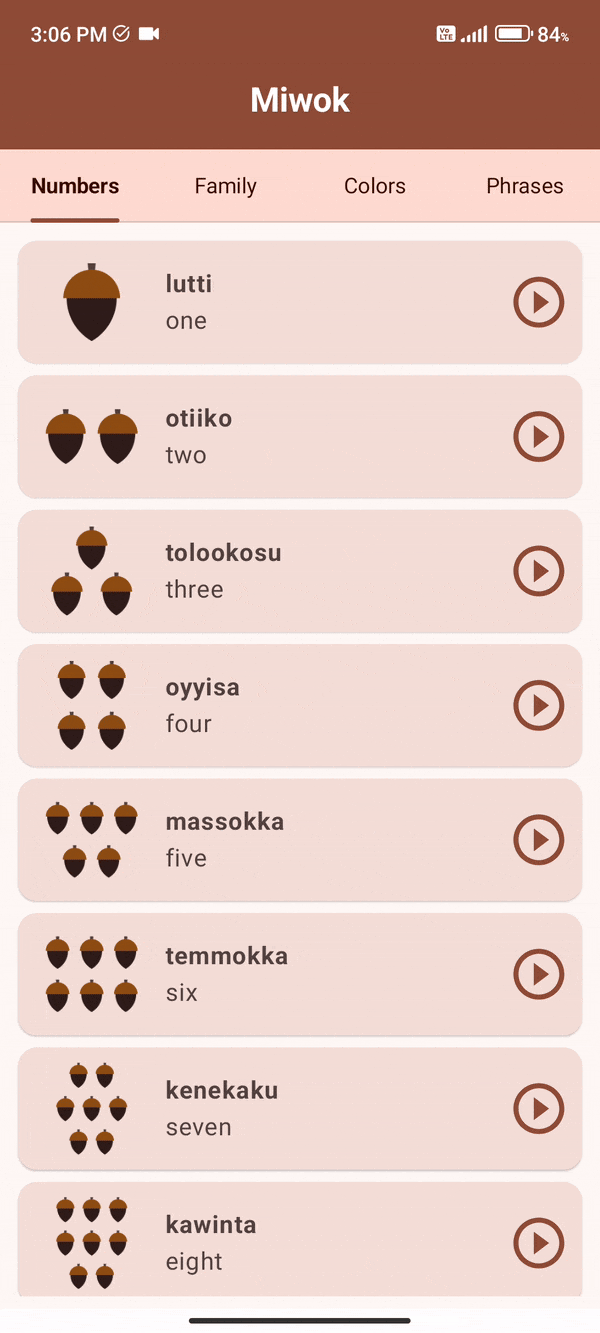 3:06 PM
Vo LTE 84%
Miwok
Numbers Family Colors Phrases
lutti
one
otiiko
two
tolookosu
three
oyyisa
four
massokka
five
temmokka
six
kenekaku
seven
kawinta
eight